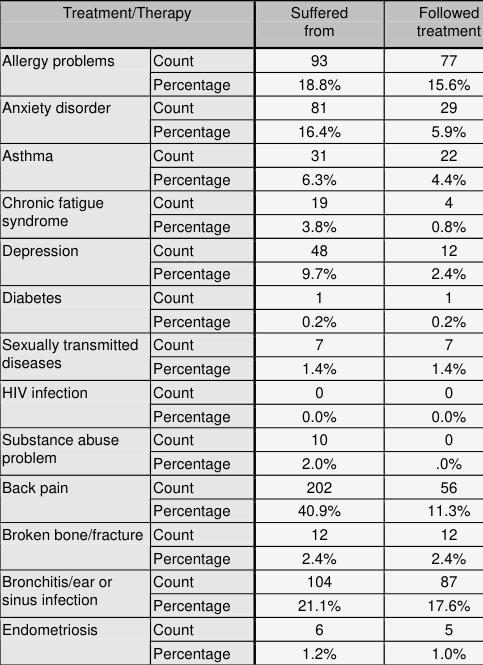 Treatment/Therapy Suffered from Followed treatment
Allergy problems Count 93 77
Percentage 18.8% 15.6%
Anxiety disorder Count 81 29
Percentage 16.4% 5.9%
Asthma Count 31 22
Percentage 6.3% 4.4%
Chronic fatigue syndrome Count 19 4
Percentage 3.8% 0.8%
Depression Count 48 12
Percentage 9.7% 2.4%
Diabetes Count 1 1
Percentage 0.2% 0.2%
Sexually transmitted diseases Count 7 7
Percentage 1.4% 1.4%
HIV infection Count 0 0
Percentage 0.0% 0.0%
Substance abuse problem Count 10 0
Percentage 2.0% .0%
Back pain Count 202 56
Percentage 40.9% 11.3%
Broken bone/fracture Count 12 12
Percentage 2.4% 2.4%
Bronchitis/ear or sinus infection Count 104 87
Percentage 21.1% 17.6%
Endometriosis Count 6 5
Percentage 1.2% 1.0%